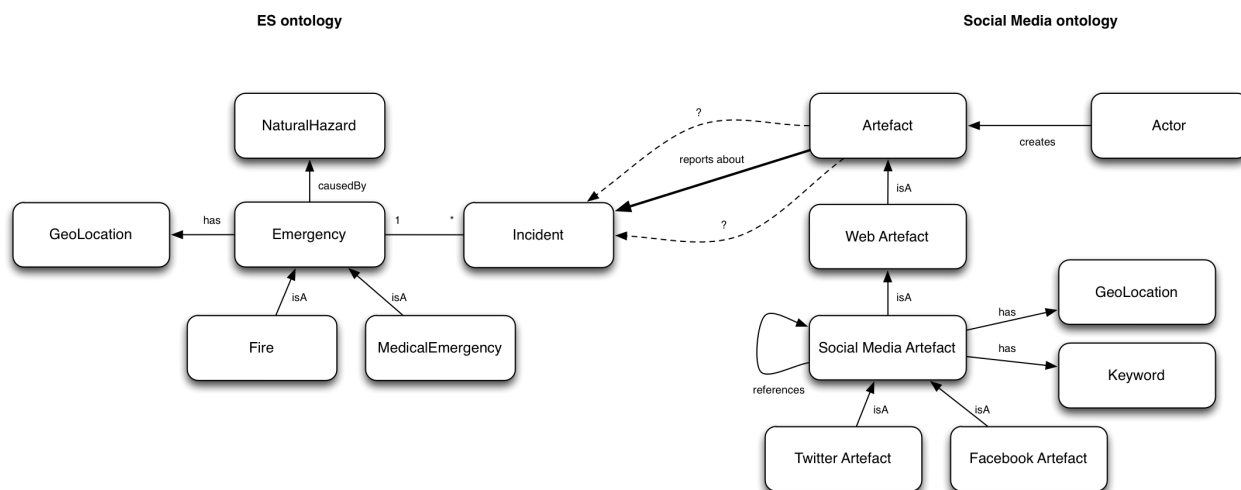 ES ontology
Social Media ontology
NaturalHazard
?
Artefact
creates
Actor
reports about
causedBy
isA
GeoLocation
has
Emergency
1
*
Incident
?
Web Artefact
isA
isA
isA
GeoLocation
has
Fire
MedicalEmergency
Social Media Artefact
has
Keyword
references
isA
isA
Twitter Artefact
Facebook Artefact